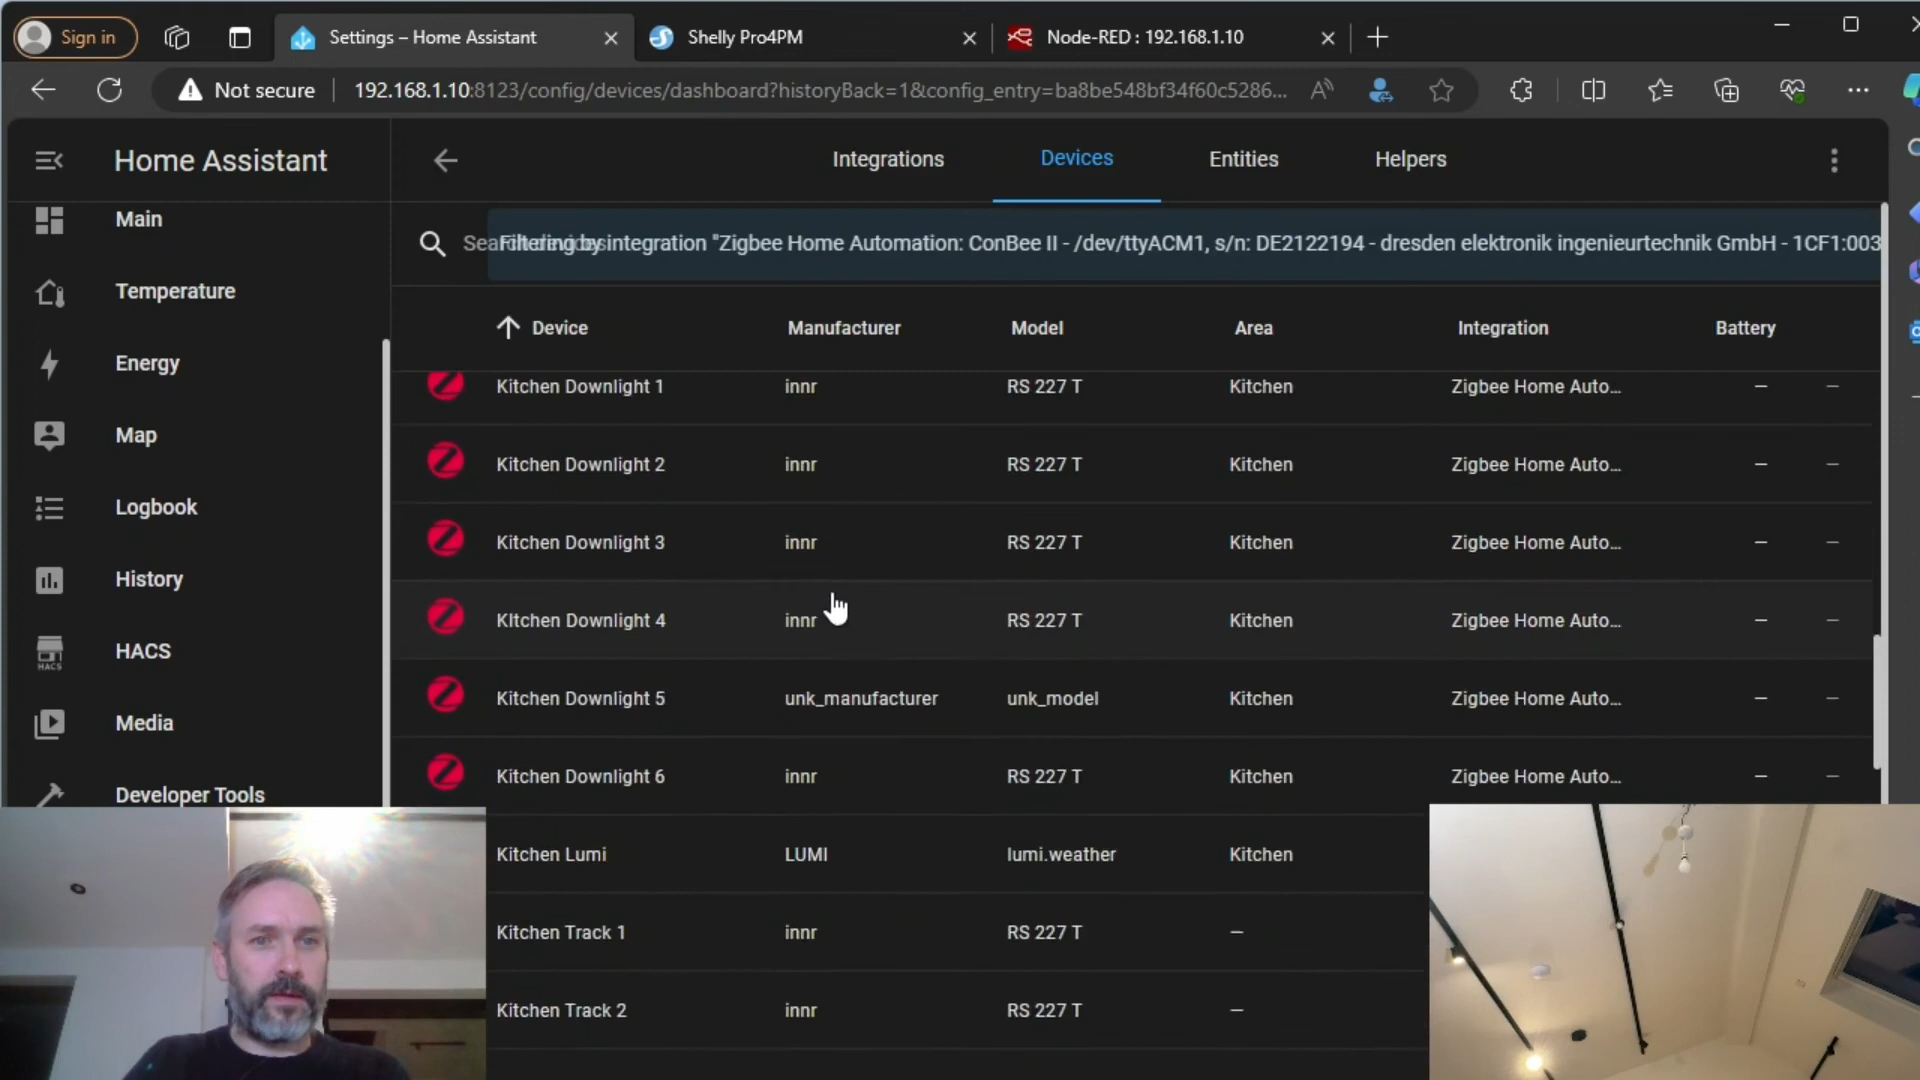 Sign in
Settings – Home Assistant
Shelly Pro4PM
Node-RED : 192.168.1.10
Not secure
192.168.1.10:8123/config/devices/dashboard?historyBack=1&config_entry=ba8be548bf34f60c5286...
Home Assistant
Integrations
Devices
Entities
Helpers
Main
Temperature
Energy
Map
Logbook
History
HACS
HACS
Media
Developer Tools
Search devices
Filtering by integration "Zigbee Home Automation: ConBee II - /dev/ttyACM1, s/n: DE2122194 - dresden elektronik ingenieurtechnik GmbH - 1CF1:003
Device Manufacturer Model Area Integration Battery
Kitchen Downlight 1 innr RS 227 T Kitchen Zigbee Home Auto... – –
Kitchen Downlight 2 innr RS 227 T Kitchen Zigbee Home Auto... – –
Kitchen Downlight 3 innr RS 227 T Kitchen Zigbee Home Auto... – –
KItchen Downlight 4 innr RS 227 T Kitchen Zigbee Home Auto... – –
Kitchen Downlight 5 unk_manufacturer unk_model Kitchen Zigbee Home Auto... – –
Kitchen Downlight 6 innr RS 227 T Kitchen Zigbee Home Auto... – –
Kitchen Lumi LUMI lumi.weather Kitchen
Kitchen Track 1 innr RS 227 T –
Kitchen Track 2 innr RS 227 T –